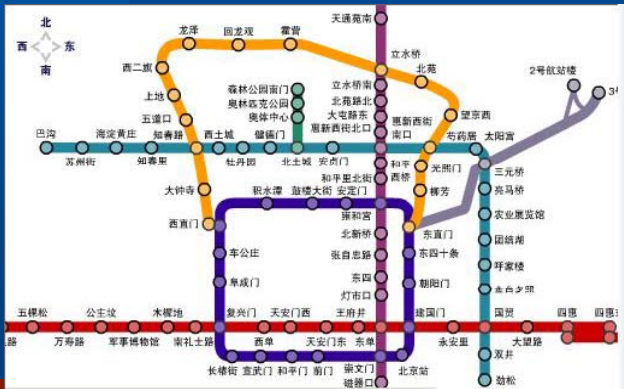 北
西 东
南
天通苑南
龙泽
回龙观
霍营
立水桥
北苑
西二旗
森林公园南门
奥林匹克公园
奥体中心
立水桥南
北苑路北
大屯路东
惠新西街北口
惠新西街
南口
2号航站楼
上地
五道口
望京西
巴沟
海淀黄庄
知春路
西土城
健德门
芍药居
太阳宫
苏州街
知春里
牡丹园
北土城
安贞门
和平
西桥
光熙门
三元桥
大钟寺
和平里北街
柳芳
亮马桥
积水潭
鼓楼大街
安定门
雍和宫
西直门
北新桥
东直门
农业展览馆
车公庄
张自忠路
东四十条
团结湖
阜成门
东四
朝阳门
呼家楼
灯市口
五棵松
公主坟
木樨地
复兴门
天安门西
王府井
建国门
国贸
四惠
万寿路
军事博物馆
南礼士路
西单
天安门东
东单
永安里
大望路
双井
长椿街
宣武门
和平门
前门
崇文门
北京站
磁器口
劲松